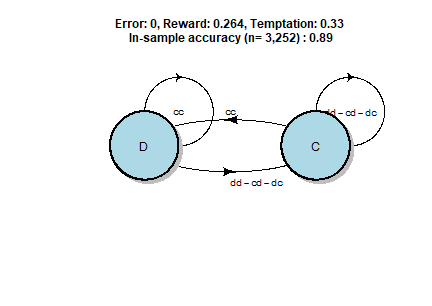 Error: 0, Reward: 0.264, Temptation: 0.33
In-sample accuracy (n= 3,252) : 0.89
cc
cc
dd – cd – dc
D
C
dd – cd – dc